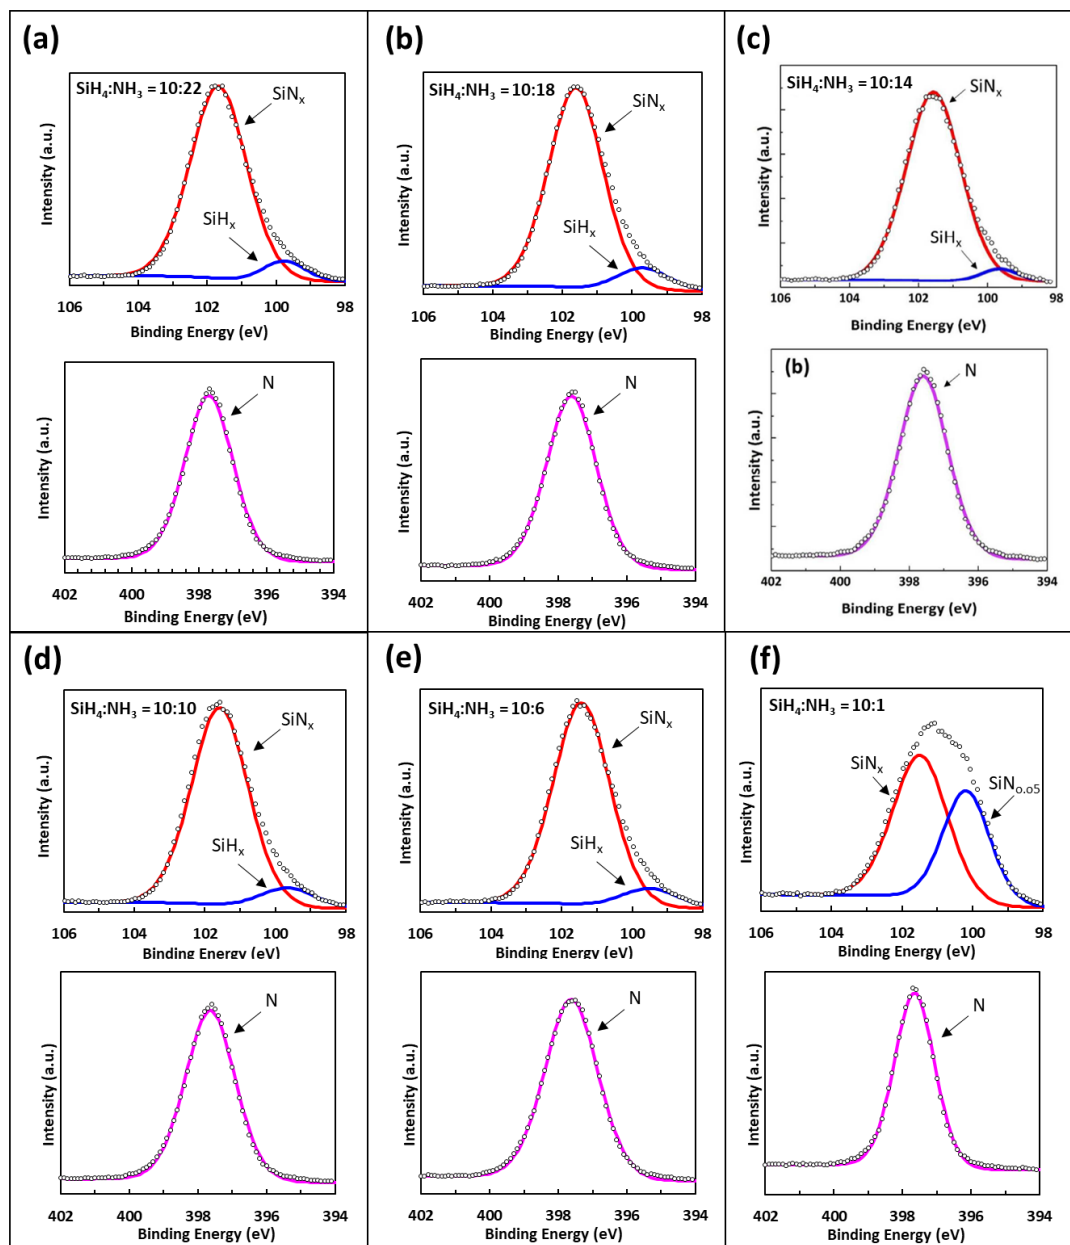 (a)
SiH₄:NH₃ = 10:22
SiNₓ
SiHₓ
Intensity (a.u.)
106 104 102 100 98
Binding Energy (eV)
N
Intensity (a.u.)
402 400 398 396 394
Binding Energy (eV)
(b)
SiH₄:NH₃ = 10:18
SiNₓ
SiHₓ
Intensity (a.u.)
106 104 102 100 98
Binding Energy (eV)
N
Intensity (a.u.)
402 400 398 396 394
Binding Energy (eV)
(c)
SiH₄:NH₃ = 10:14
SiNₓ
SiHₓ
Intensity (a.u.)
106 104 102 100 98
Binding Energy (eV)
(b)
N
Intensity (a.u.)
402 400 398 396 394
Binding Energy (eV)
(d)
SiH₄:NH₃ = 10:10
SiNₓ
SiHₓ
Intensity (a.u.)
106 104 102 100 98
Binding Energy (eV)
N
Intensity (a.u.)
402 400 398 396 394
Binding Energy (eV)
(e)
SiH₄:NH₃ = 10:6
SiNₓ
SiHₓ
Intensity (a.u.)
106 104 102 100 98
Binding Energy (eV)
N
Intensity (a.u.)
402 400 398 396 394
Binding Energy (eV)
(f)
SiH₄:NH₃ = 10:1
SiNₓ
SiN₀.₀₅
Intensity (a.u.)
106 104 102 100 98
Binding Energy (eV)
N
Intensity (a.u.)
402 400 398 396 394
Binding Energy (eV)